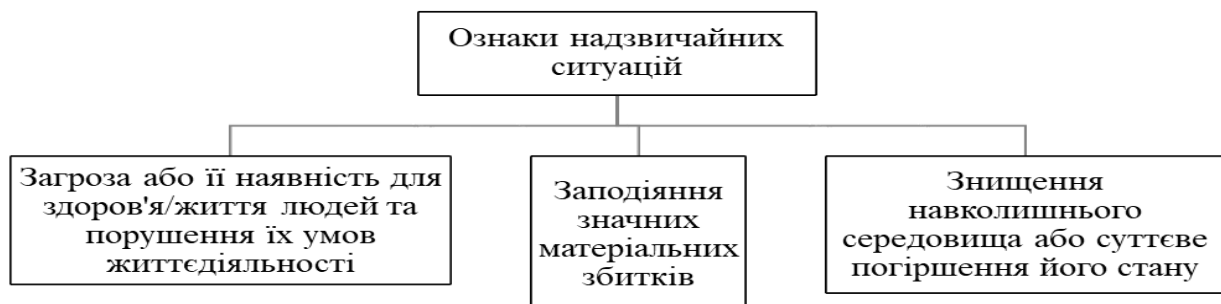 Ознаки надзвичайних
ситуацій
Загроза або її наявність для
здоров'я/життя людей та
порушення їх умов
життєдіяльності
Заподіяння
значних
матеріальних
збитків
Знищення
навколишнього
середовища або суттєве
погіршення його стану